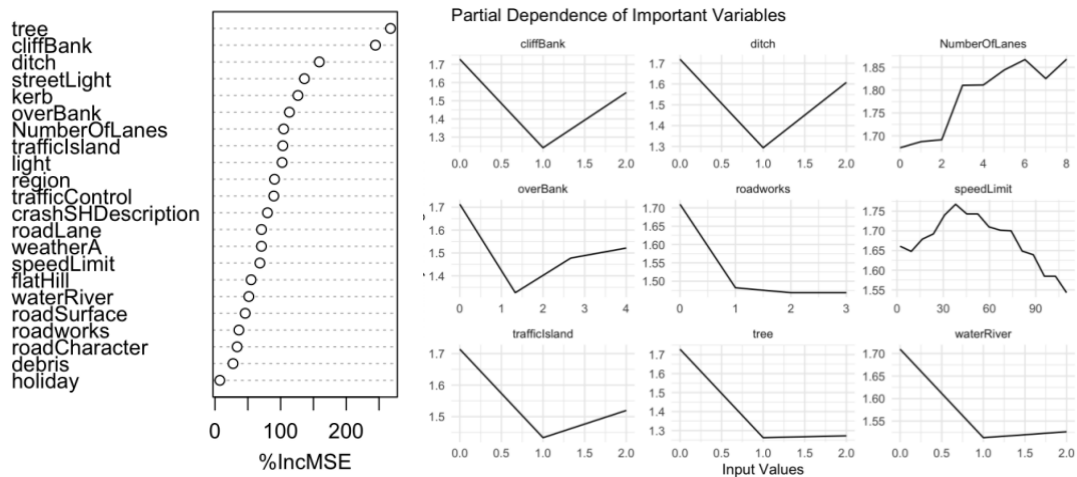 tree
cliffBank
ditch
streetLight
kerb
overBank
NumberOfLanes
trafficIsland
light
region
trafficControl
crashSHDescription
roadLane
weatherA
speedLimit
flatHill
waterRiver
roadSurface
roadworks
roadCharacter
debris
holiday
0 100 200
%IncMSE
Partial Dependence of Important Variables
cliffBank ditch NumberOfLanes
1.7
1.6
1.5
1.4
1.3
0.0 0.5 1.0 1.5 2.0
1.7
1.6
1.5
1.4
1.3
0.0 0.5 1.0 1.5 2.0
1.85
1.80
1.75
1.70
0 2 4 6 8
overBank roadworks speedLimit
1.7
1.6
1.5
1.4
0 1 2 3 4
1.70
1.65
1.60
1.55
1.50
0 1 2 3
1.75
1.70
1.65
1.60
1.55
0 30 60 90
trafficIsland tree waterRiver
1.7
1.6
1.5
0.0 0.5 1.0 1.5 2.0
1.7
1.6
1.5
1.4
1.3
0.0 0.5 1.0 1.5 2.0
1.70
1.65
1.60
1.55
0.0 0.5 1.0 1.5 2.0
Input Values